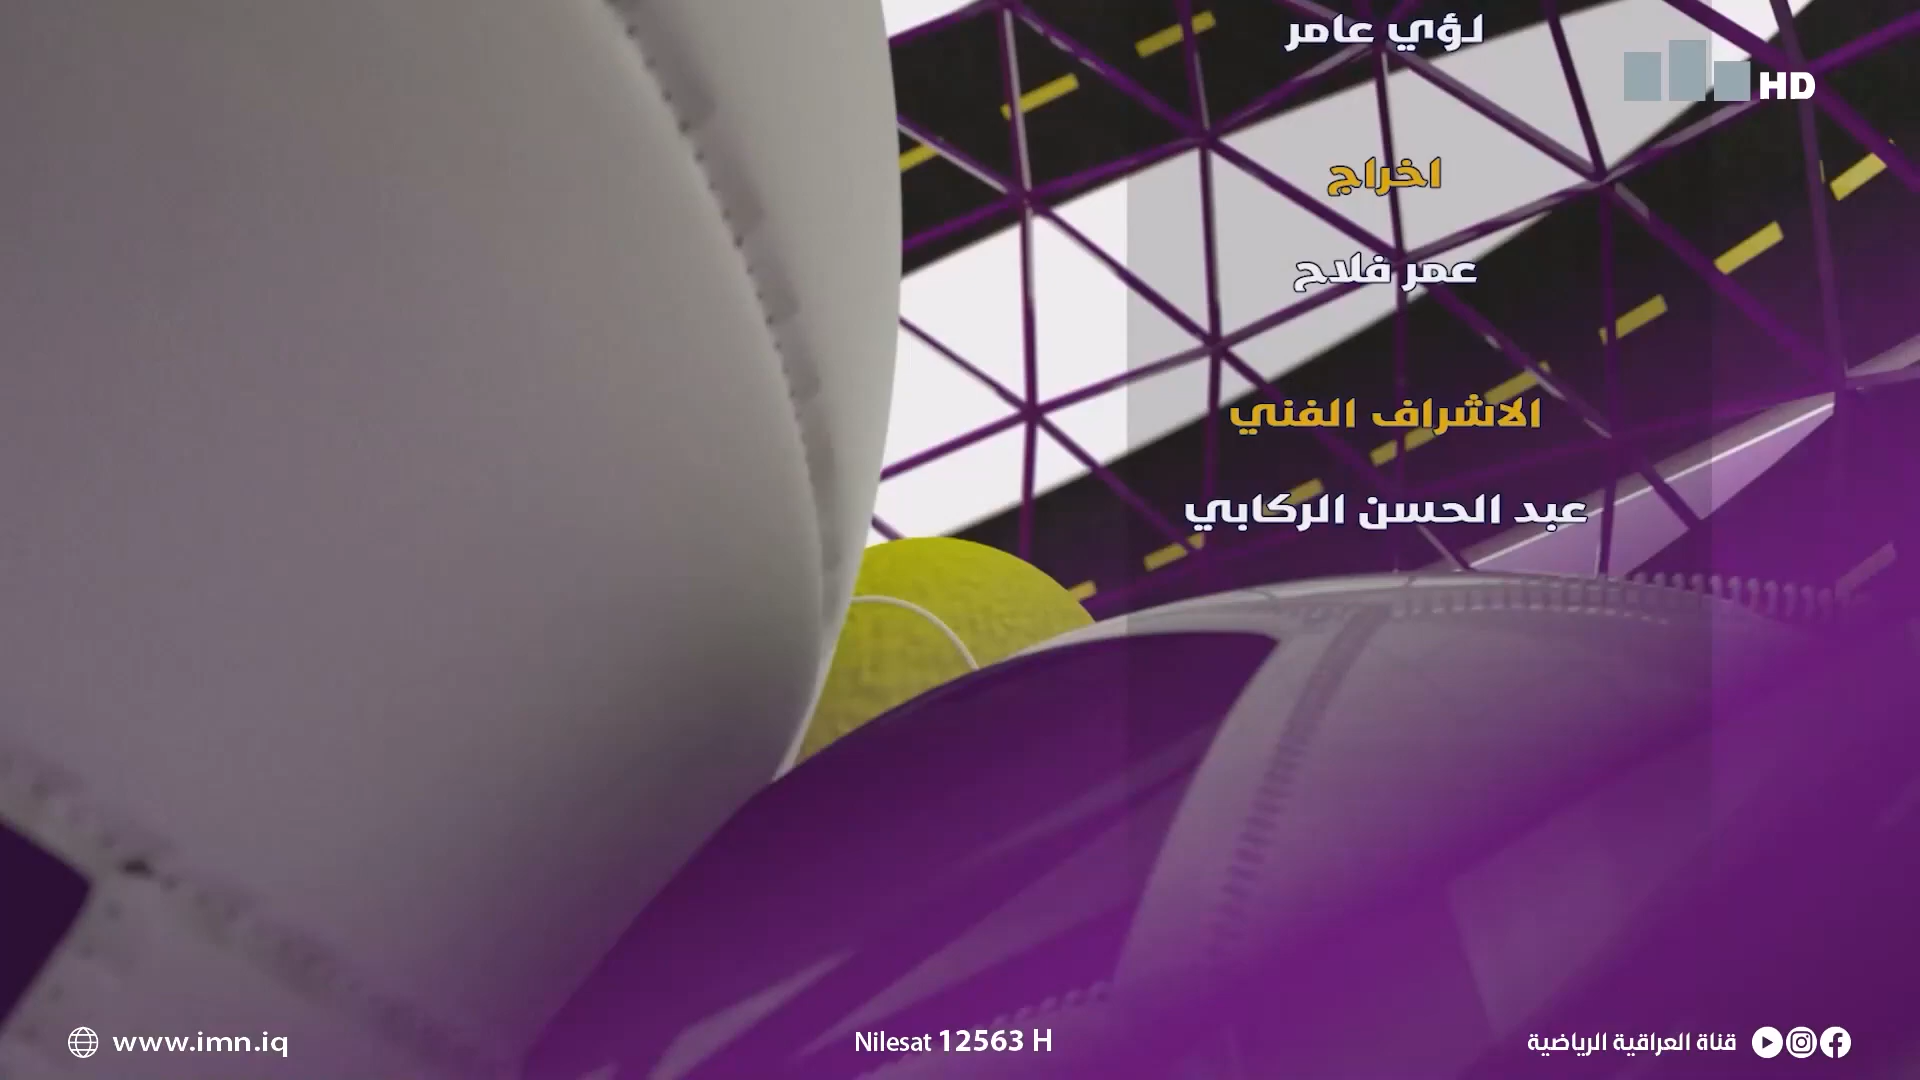 لؤي عامر
HD
اخراج
عمر فلاح
الاشراف الفني
عبد الحسن الركابي
www.imn.iq
Nilesat 12563 H
قناة العراقية الرياضية